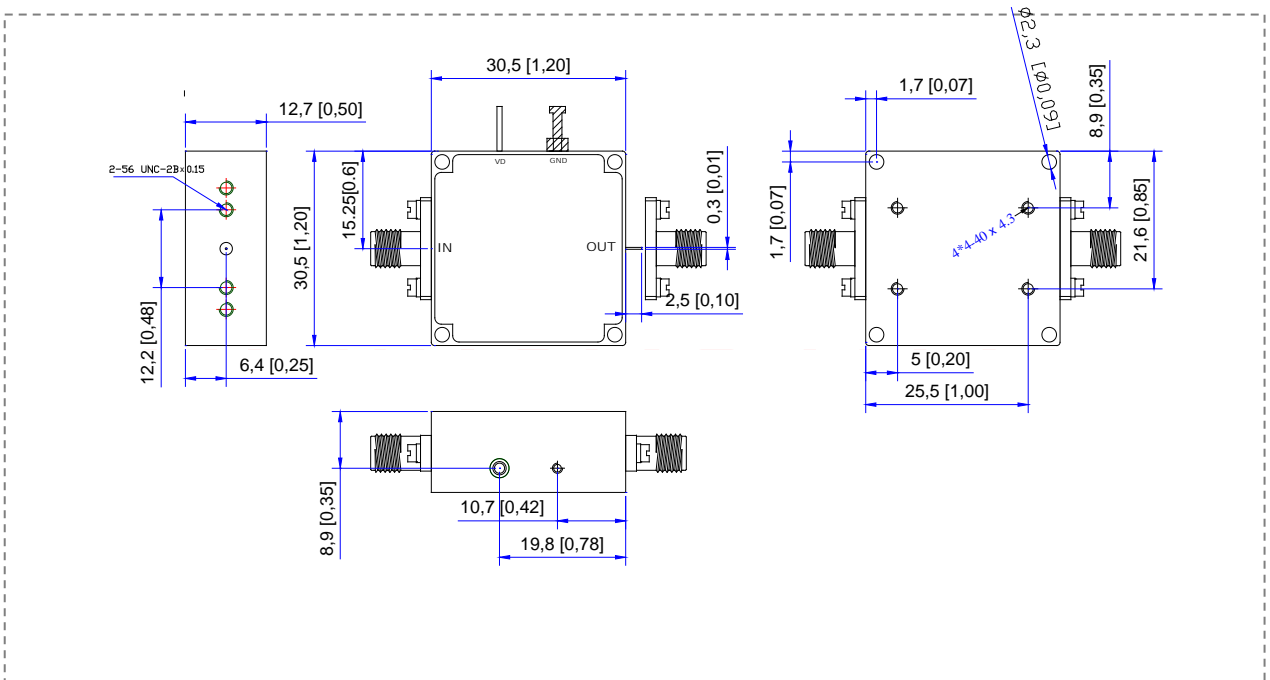 12,7 [0,50]
2-56 UNC-2B×0.15
12,2 [0,48]
6,4 [0,25]
30,5 [1,20]
VD
GND
15.25[0.6]
30,5 [1,20]
IN
OUT
0,3 [0,01]
2,5 [0,10]
1,7 [0,07]
ø2,3 [ø0,09]
8,9 [0,35]
1,7 [0,07]
4*4-40 x 4.3
21,6 [0,85]
5 [0,20]
25,5 [1,00]
8,9 [0,35]
10,7 [0,42]
19,8 [0,78]